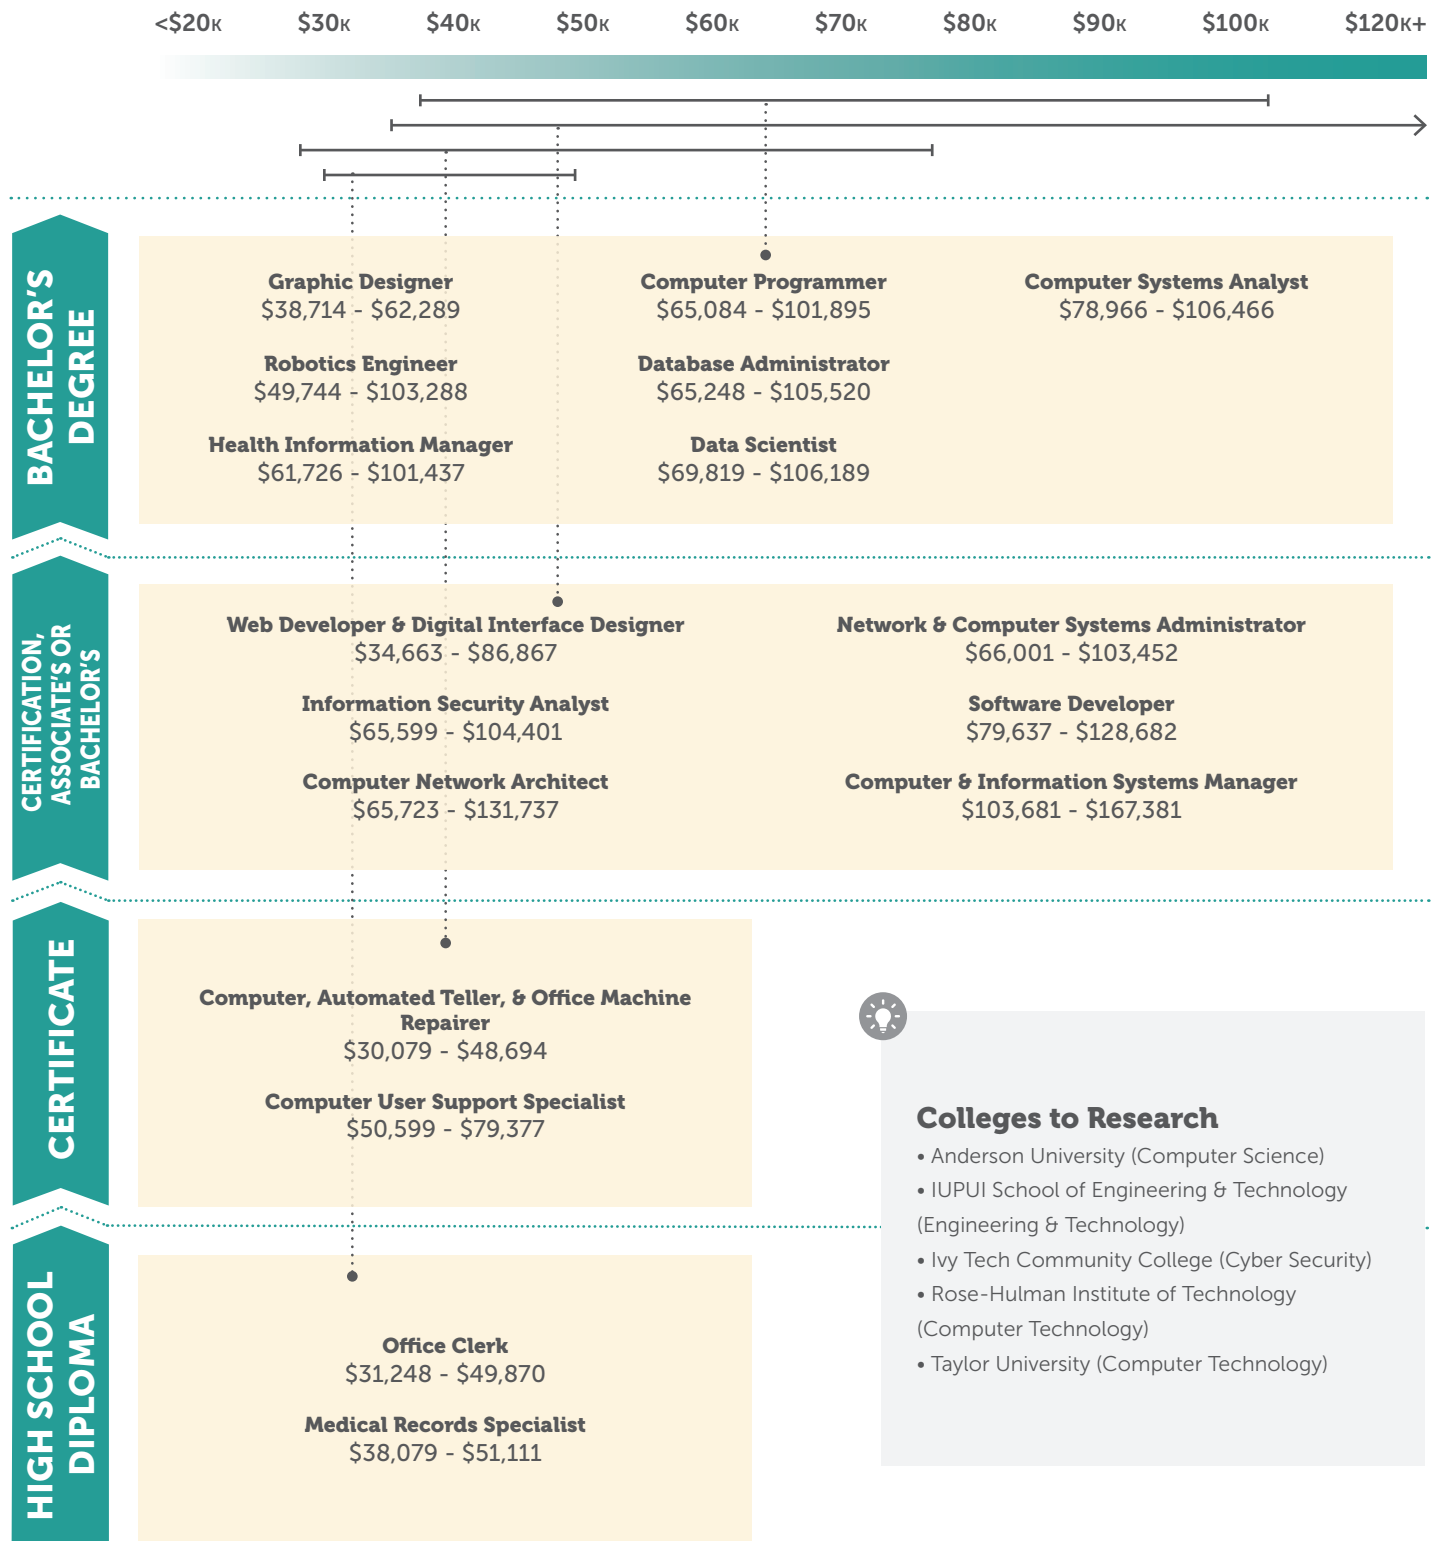 <$20K $30K $40K $50K $60K $70K $80K $90K $100K $120K+
BACHELOR'S
DEGREE
Graphic Designer
$38,714 - $62,289
Robotics Engineer
$49,744 - $103,288
Health Information Manager
$61,726 - $101,437
Computer Programmer
$65,084 - $101,895
Database Administrator
$65,248 - $105,520
Data Scientist
$69,819 - $106,189
Computer Systems Analyst
$78,966 - $106,466
CERTIFICATION,
ASSOCIATE'S OR
BACHELOR'S
Web Developer & Digital Interface Designer
$34,663 - $86,867
Information Security Analyst
$65,599 - $104,401
Computer Network Architect
$65,723 - $131,737
Network & Computer Systems Administrator
$66,001 - $103,452
Software Developer
$79,637 - $128,682
Computer & Information Systems Manager
$103,681 - $167,381
CERTIFICATE
Computer, Automated Teller, & Office Machine
Repairer
$30,079 - $48,694
Computer User Support Specialist
$50,599 - $79,377
HIGH SCHOOL
DIPLOMA
Office Clerk
$31,248 - $49,870
Medical Records Specialist
$38,079 - $51,111
Colleges to Research
• Anderson University (Computer Science)
• IUPUI School of Engineering & Technology
(Engineering & Technology)
• Ivy Tech Community College (Cyber Security)
• Rose-Hulman Institute of Technology
(Computer Technology)
• Taylor University (Computer Technology)